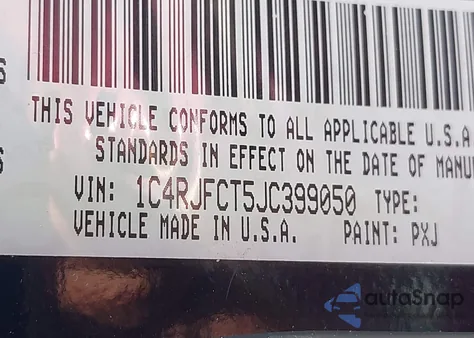 S
THIS VEHICLE CONFORMS TO ALL APPLICABLE U.S.A
S
STANDARDS IN EFFECT ON THE DATE OF
VIN: 1C4RJFCT5JC399050 TYPE:
VEHICLE MADE IN U.S.A. PAINT: PXJ
autoSnap